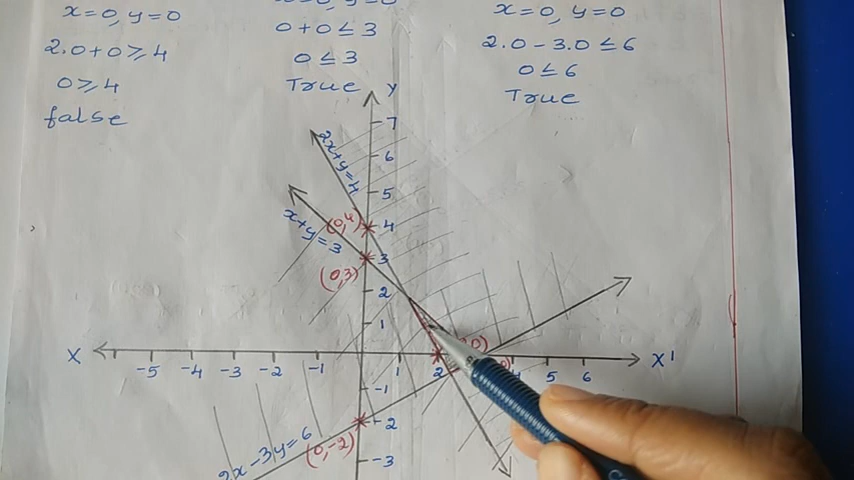 x=0, y=0
2.0+0≥4
0≥4
false
0+0≤3
0≤3
True
x=0, y=0
2.0-3.0≤6
0≤6
True
Y
7
6
5
4
3
2
1
2x+y=4
x+y=3
(0,4)
(0,3)
X
-5
-4
-3
-2
-1
1
2
4
5
6
X'
-1
-2
-3
2x-3y=6
(0,-2)